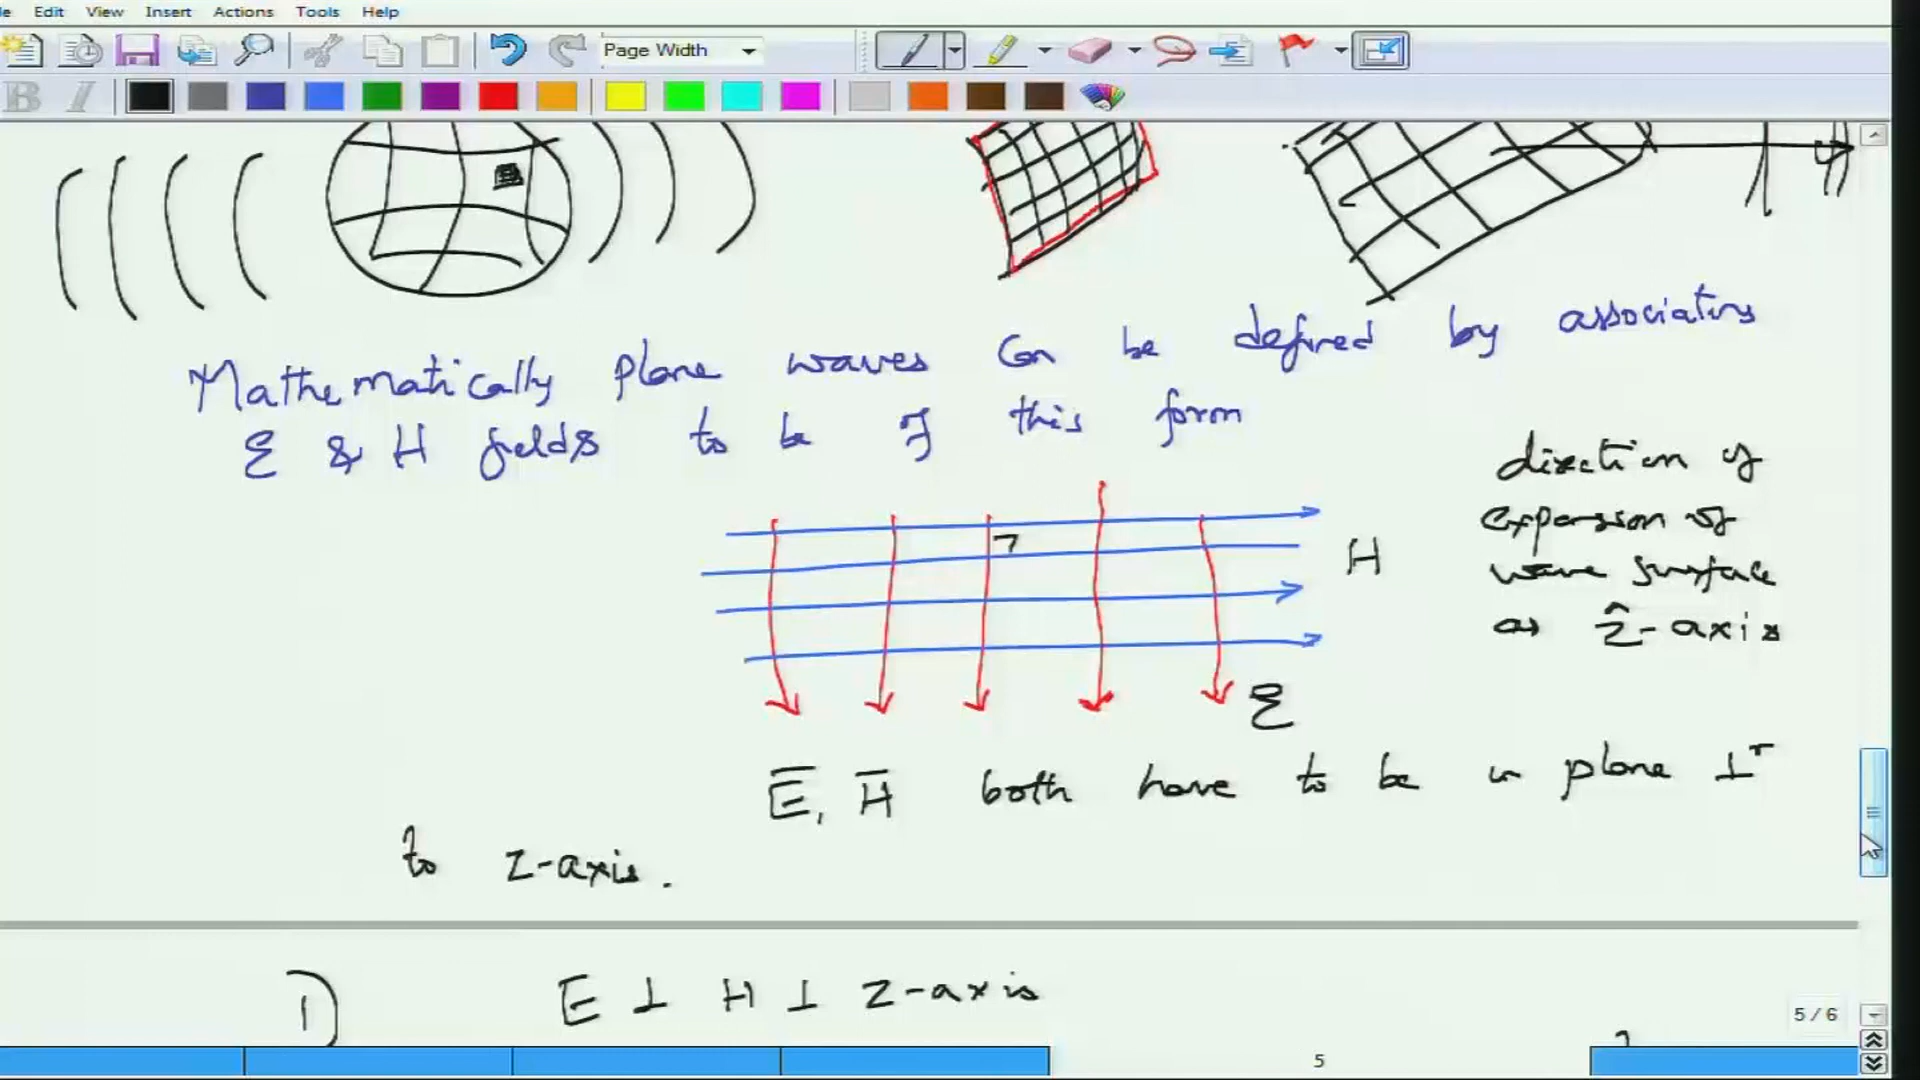 Edit View Insert Actions Tools Help
Page Width
B I
Mathematically plane waves can be defined by associating
E & H fields to be of this form
direction of
expansion of
wave surface
as ẑ-axis
H
E
E̅, H̅ both have to be in plane ⊥r
to z-axis.
1) E ⊥ H ⊥ z-axis
5 / 6
5